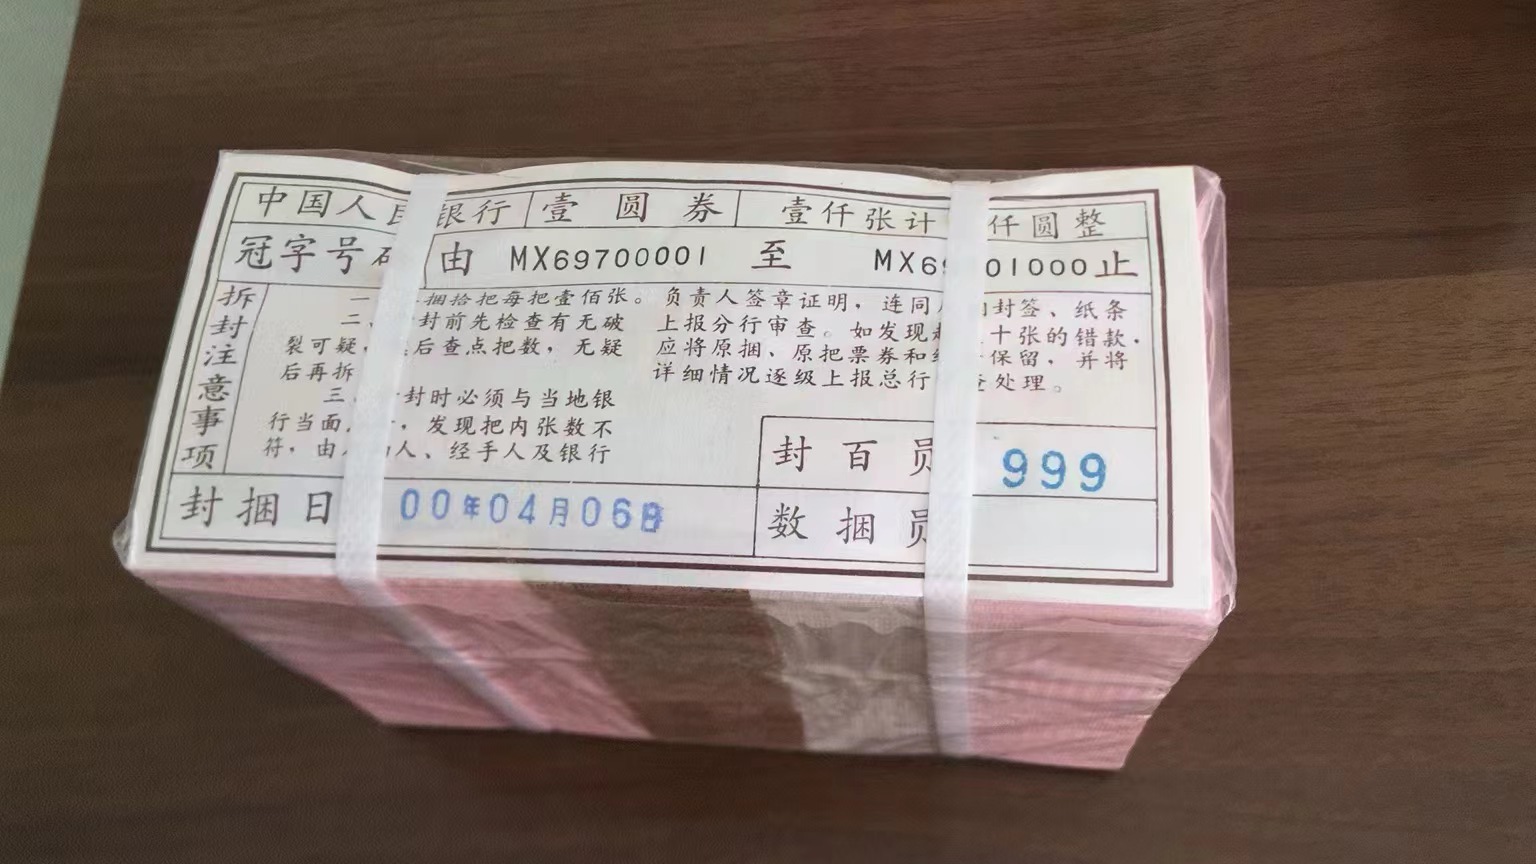 中国人民银行 壹圆券 壹仟张计 仟圆整
冠字号 由 MX69700001 至 MX69 01000止
拆封注意事项
一 捆拾把每把壹佰张。
二、 封前先检查有无破
裂可疑, 后查点把数,无疑
后再拆
三 封时必须与当地银
行当面 ,发现把内张数不
符,由 人、经手人及银行
负责人签章证明,连同 封签、纸条
上报分行审查。如发现 十张的错款,
应将原捆、原把票券和 保留,并将
详细情况逐级上报总行 处理。
封捆日 00年04月06日
封百员 999
数捆员